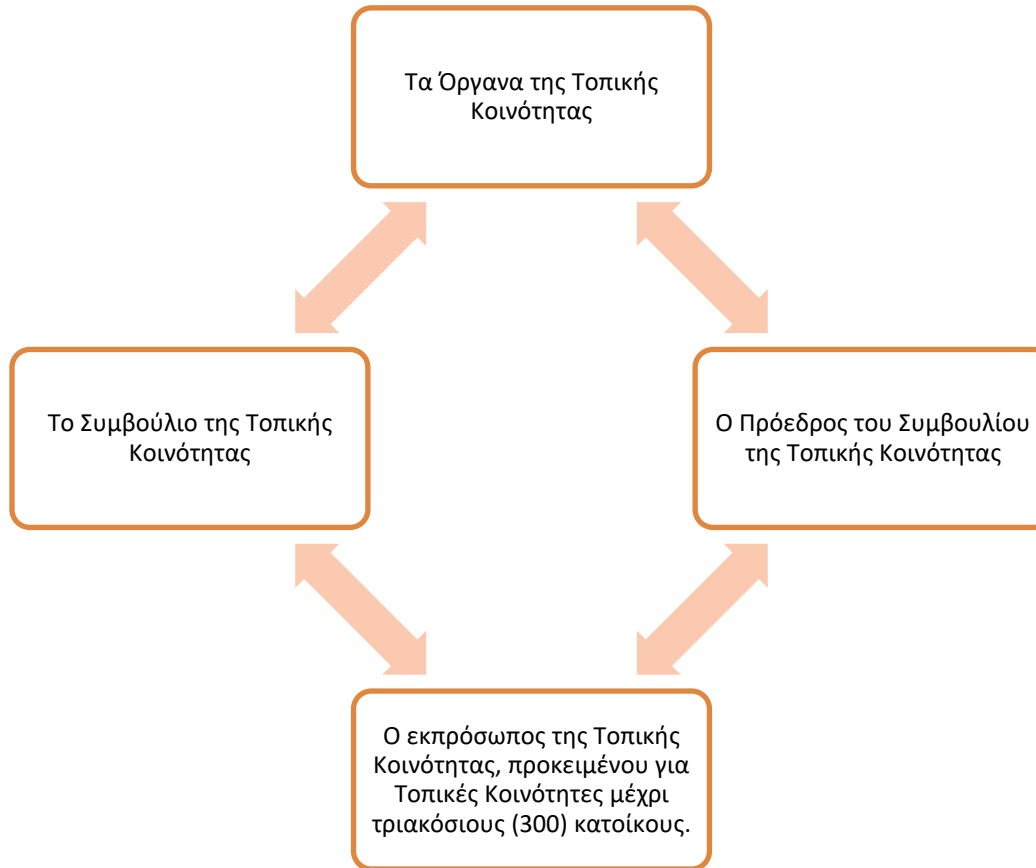 Τα Όργανα της Τοπικής
Κοινότητας
Το Συμβούλιο της Τοπικής
Κοινότητας
Ο Πρόεδρος του Συμβουλίου
της Τοπικής Κοινότητας
Ο εκπρόσωπος της Τοπικής
Κοινότητας, προκειμένου για
Τοπικές Κοινότητες μέχρι
τριακόσιους (300) κατοίκους.